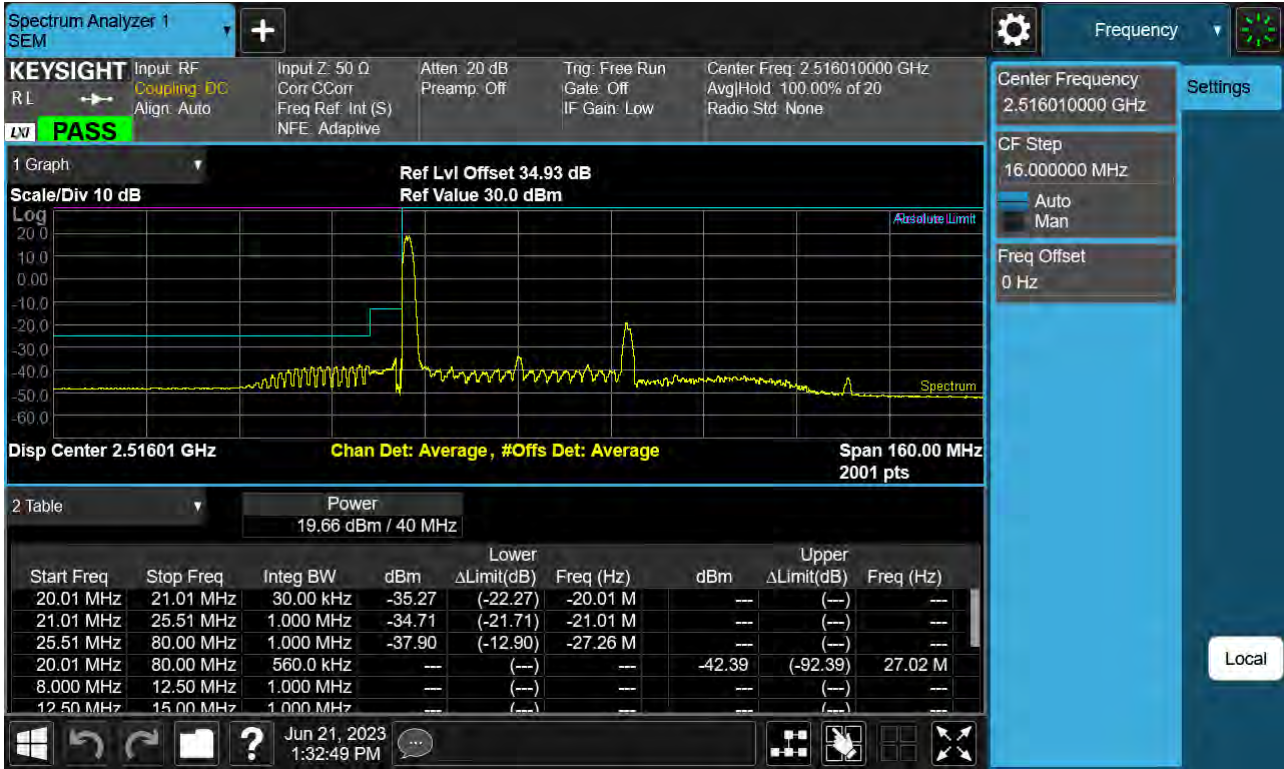 Spectrum Analyzer 1
SEM
+
Frequency
KEYSIGHT
RL
LXI
PASS
Input: RF
Coupling: DC
Align: Auto
Input Z: 50 Ω
Corr CCorr
Freq Ref: Int (S)
NFE: Adaptive
Atten: 20 dB
Preamp: Off
Trig: Free Run
Gate: Off
IF Gain: Low
Center Freq: 2.516010000 GHz
Avg|Hold: 100.00% of 20
Radio Std: None
Center Frequency
2.516010000 GHz
Settings
CF Step
16.000000 MHz
Auto
Man
Freq Offset
0 Hz
Local
1 Graph
Scale/Div 10 dB
Ref Lvl Offset 34.93 dB
Ref Value 30.0 dBm
Log
20.0
10.0
0.00
-10.0
-20.0
-30.0
-40.0
-50.0
-60.0
Absolute Limit
Spectrum
Disp Center 2.51601 GHz
Chan Det: Average , #Offs Det: Average
Span 160.00 MHz
2001 pts
2 Table
Power
19.66 dBm / 40 MHz
Lower Upper
Start Freq Stop Freq Integ BW dBm ΔLimit(dB) Freq (Hz) dBm ΔLimit(dB) Freq (Hz)
20.01 MHz 21.01 MHz 30.00 kHz -35.27 (-22.27) -20.01 M --- (---) ---
21.01 MHz 25.51 MHz 1.000 MHz -34.71 (-21.71) -21.01 M --- (---) ---
25.51 MHz 80.00 MHz 1.000 MHz -37.90 (-12.90) -27.26 M --- (---) ---
20.01 MHz 80.00 MHz 560.0 kHz --- (---) --- -42.39 (-92.39) 27.02 M
8.000 MHz 12.50 MHz 1.000 MHz --- (---) --- --- (---) ---
12.50 MHz 15.00 MHz 1.000 MHz --- (---) --- --- (---) ---
?
Jun 21, 2023
1:32:49 PM